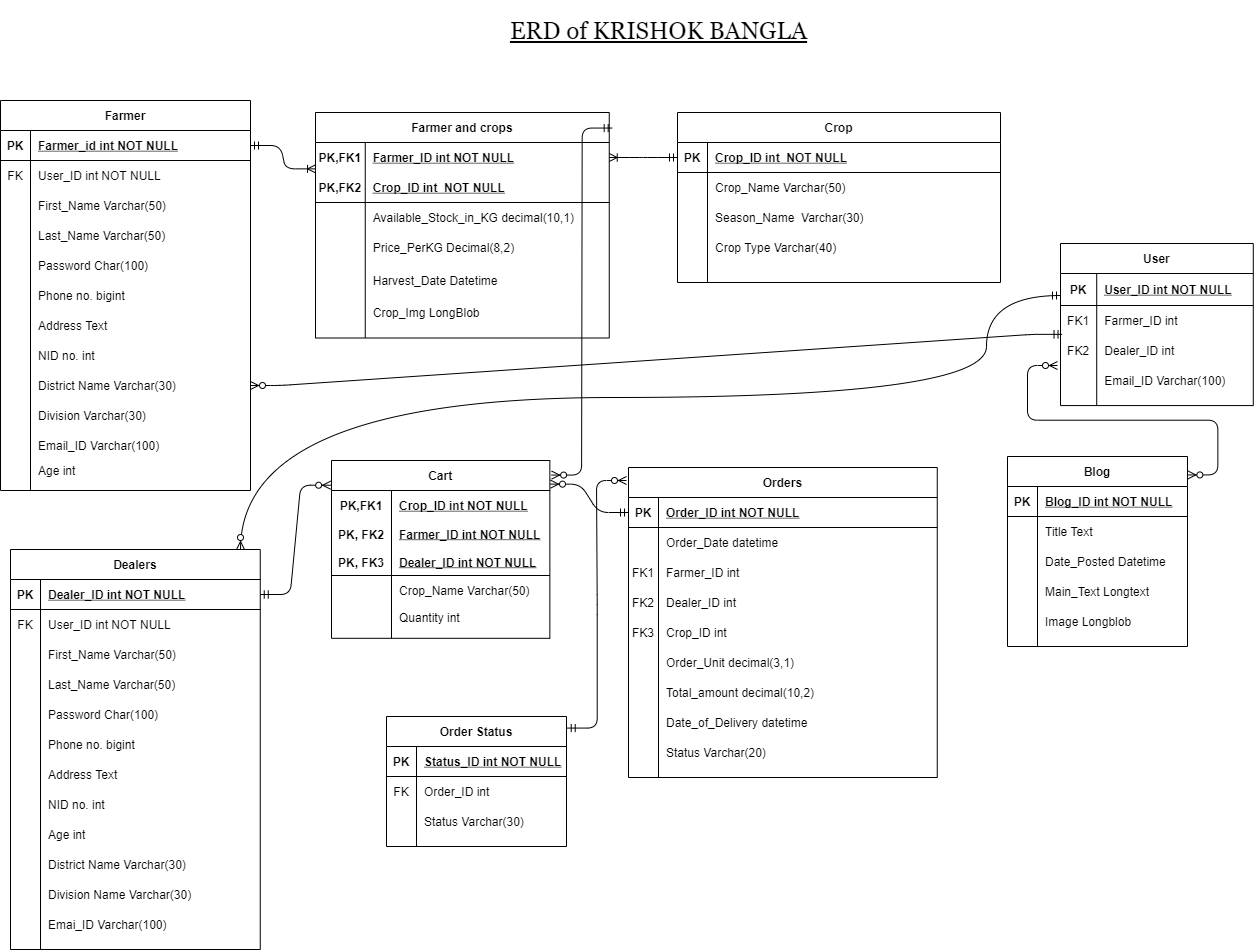 ERD of KRISHOK BANGLA
Farmer
PK Farmer_id int NOT NULL
FK User_ID int NOT NULL
First_Name Varchar(50)
Last_Name Varchar(50)
Password Char(100)
Phone no. bigint
Address Text
NID no. int
District Name Varchar(30)
Division Varchar(30)
Email_ID Varchar(100)
Age int
Farmer and crops
PK,FK1 Farmer_ID int NOT NULL
PK,FK2 Crop_ID int NOT NULL
Available_Stock_in_KG decimal(10,1)
Price_PerKG Decimal(8,2)
Harvest_Date Datetime
Crop_Img LongBlob
Crop
PK Crop_ID int NOT NULL
Crop_Name Varchar(50)
Season_Name Varchar(30)
Crop Type Varchar(40)
User
PK User_ID int NOT NULL
FK1 Farmer_ID int
FK2 Dealer_ID int
Email_ID Varchar(100)
Cart
PK,FK1 Crop_ID int NOT NULL
PK, FK2 Farmer_ID int NOT NULL
PK, FK3 Dealer_ID int NOT NULL
Crop_Name Varchar(50)
Quantity int
Orders
PK Order_ID int NOT NULL
Order_Date datetime
FK1 Farmer_ID int
FK2 Dealer_ID int
FK3 Crop_ID int
Order_Unit decimal(3,1)
Total_amount decimal(10,2)
Date_of_Delivery datetime
Status Varchar(20)
Blog
PK Blog_ID int NOT NULL
Title Text
Date_Posted Datetime
Main_Text Longtext
Image Longblob
Dealers
PK Dealer_ID int NOT NULL
FK User_ID int NOT NULL
First_Name Varchar(50)
Last_Name Varchar(50)
Password Char(100)
Phone no. bigint
Address Text
NID no. int
Age int
District Name Varchar(30)
Division Name Varchar(30)
Emai_ID Varchar(100)
Order Status
PK Status_ID int NOT NULL
FK Order_ID int
Status Varchar(30)